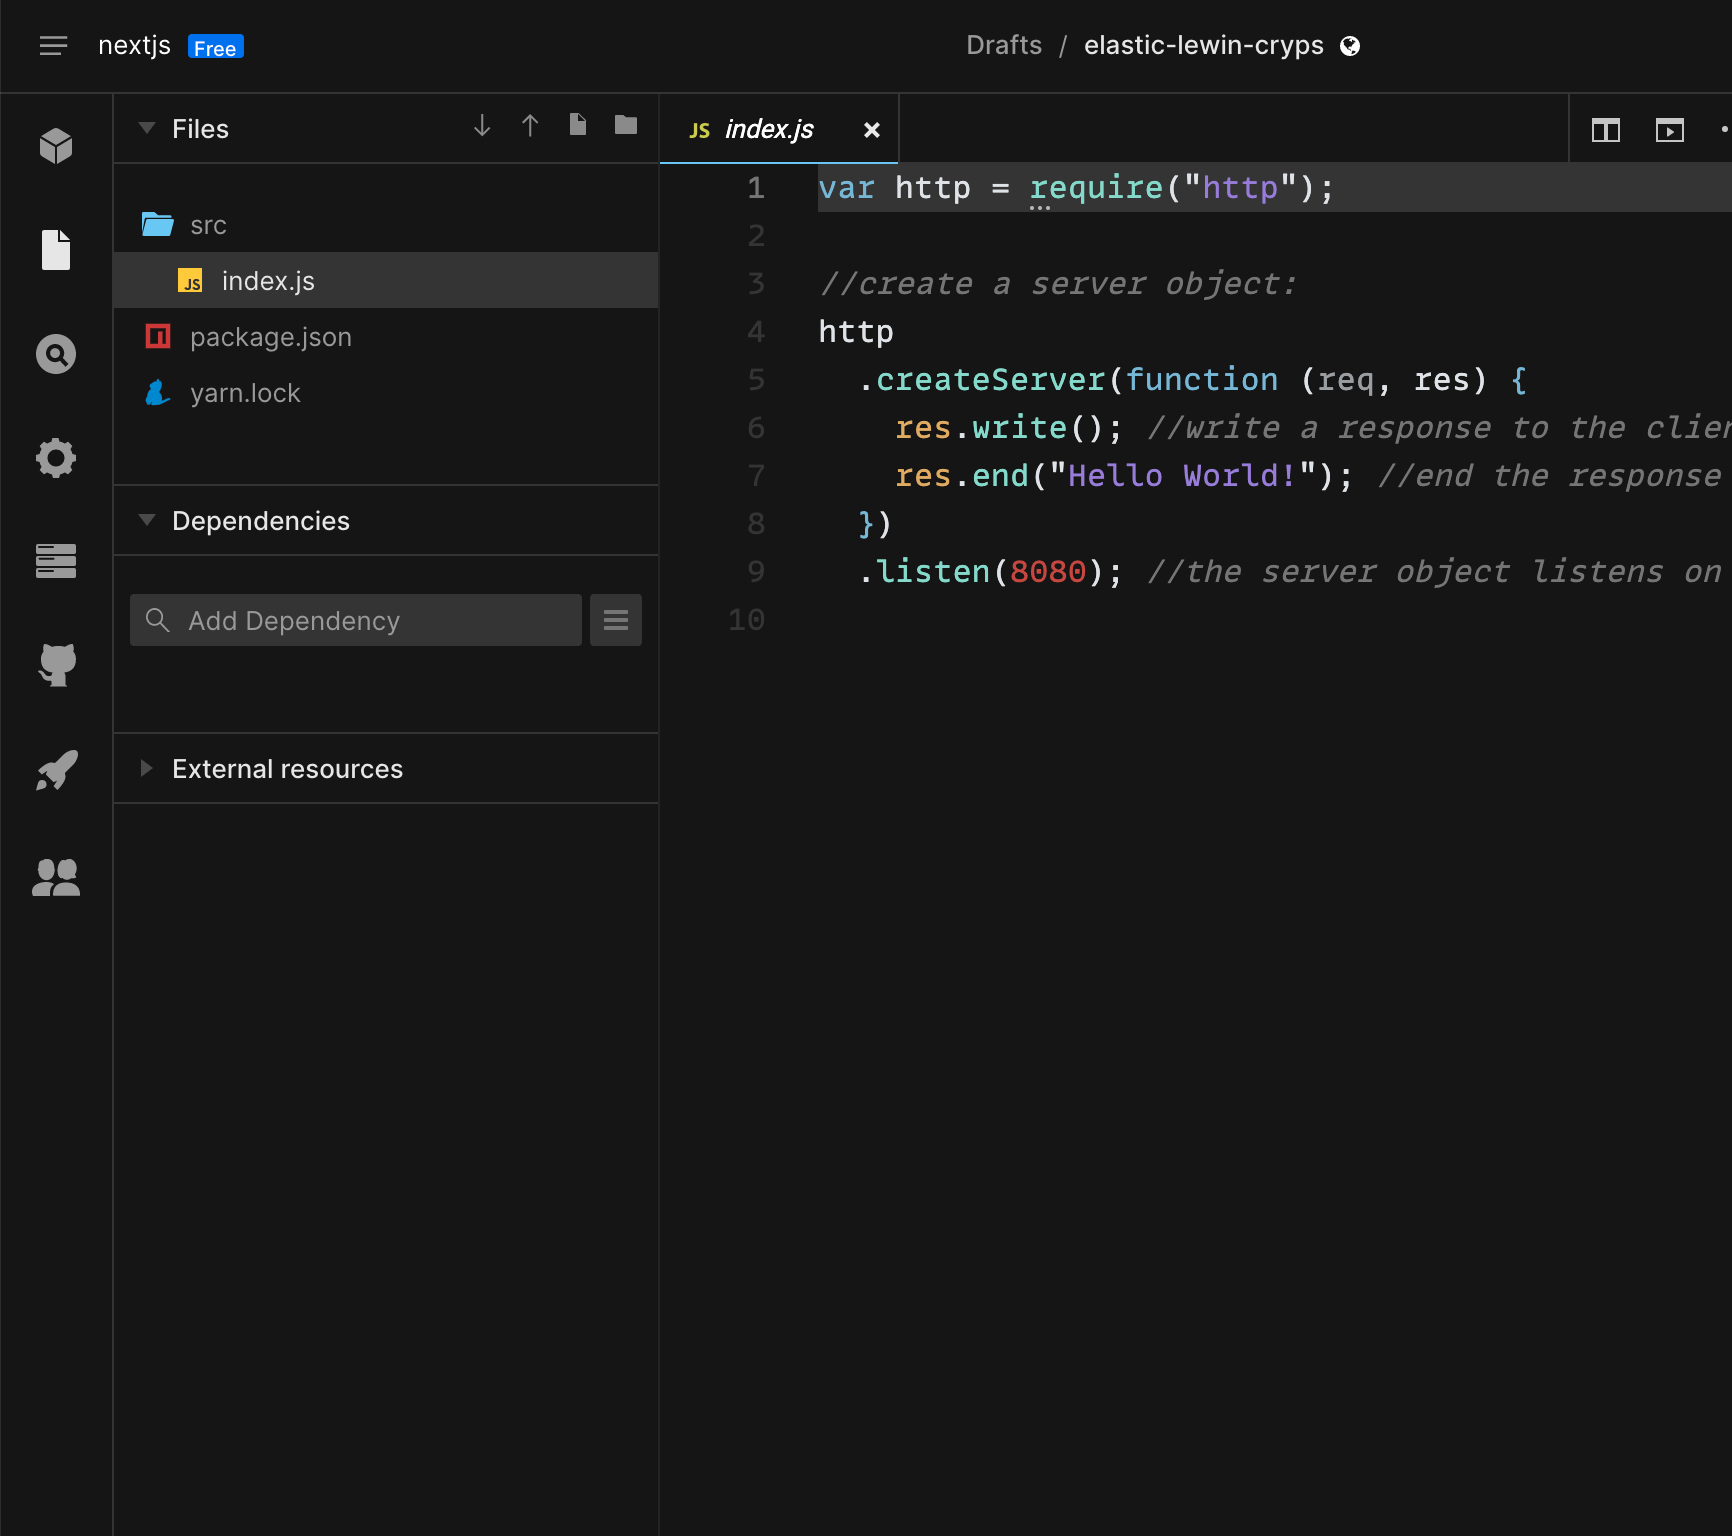 nextjs Free
Drafts / elastic-lewin-cryps
Files
src
JS index.js
package.json
yarn.lock
Dependencies
Add Dependency
External resources
JS index.js
1 var http = require("http");
2
3 //create a server object:
4 http
5 .createServer(function (req, res) {
6 res.write(); //write a response to the clien
7 res.end("Hello World!"); //end the response
8 })
9 .listen(8080); //the server object listens on
10